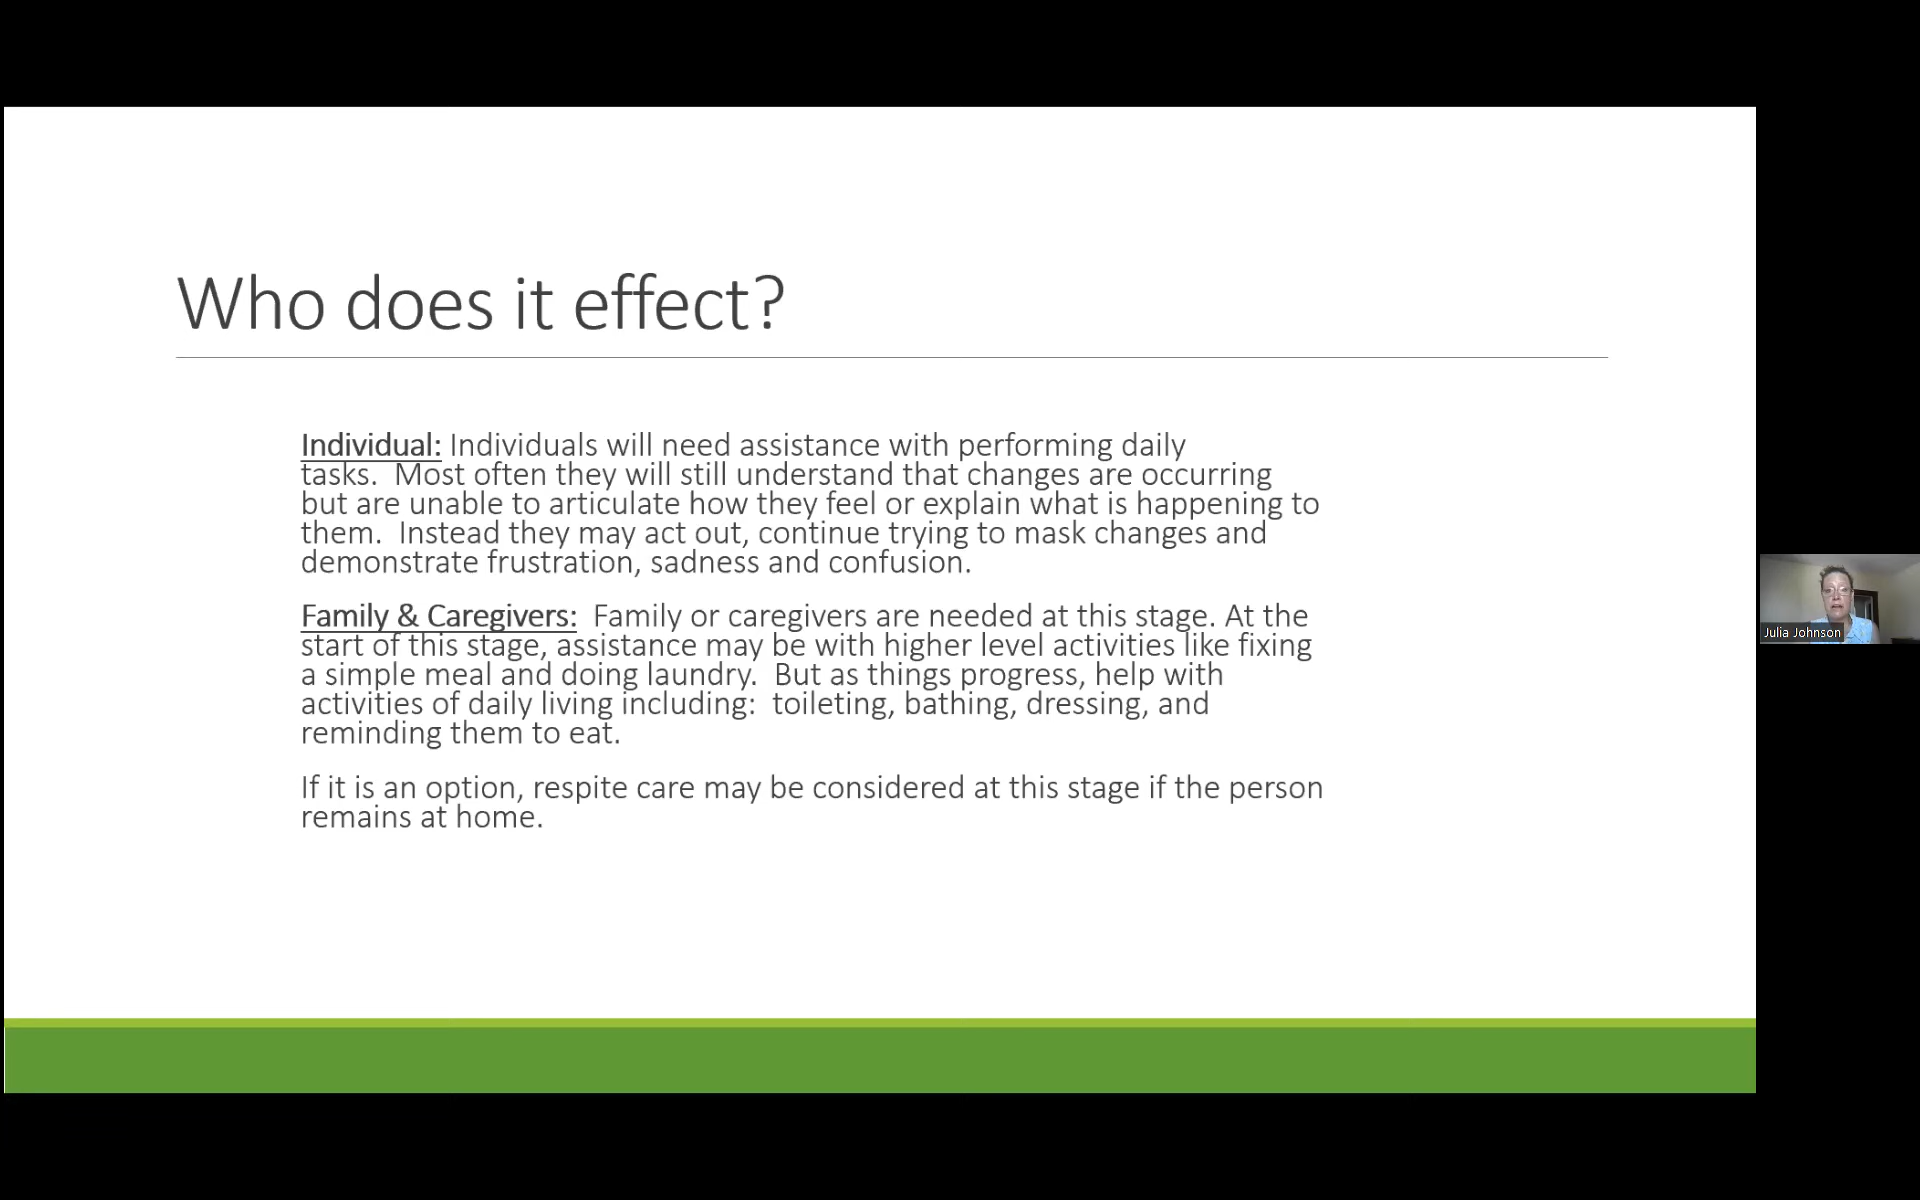 Who does it effect?
Individual: Individuals will need assistance with performing daily
tasks.  Most often they will still understand that changes are occurring
but are unable to articulate how they feel or explain what is happening to
them.  Instead they may act out, continue trying to mask changes and
demonstrate frustration, sadness and confusion.
Family & Caregivers:  Family or caregivers are needed at this stage. At the
start of this stage, assistance may be with higher level activities like fixing
a simple meal and doing laundry.  But as things progress, help with
activities of daily living including:  toileting, bathing, dressing, and
reminding them to eat.
If it is an option, respite care may be considered at this stage if the person
remains at home.
Julia Johnson